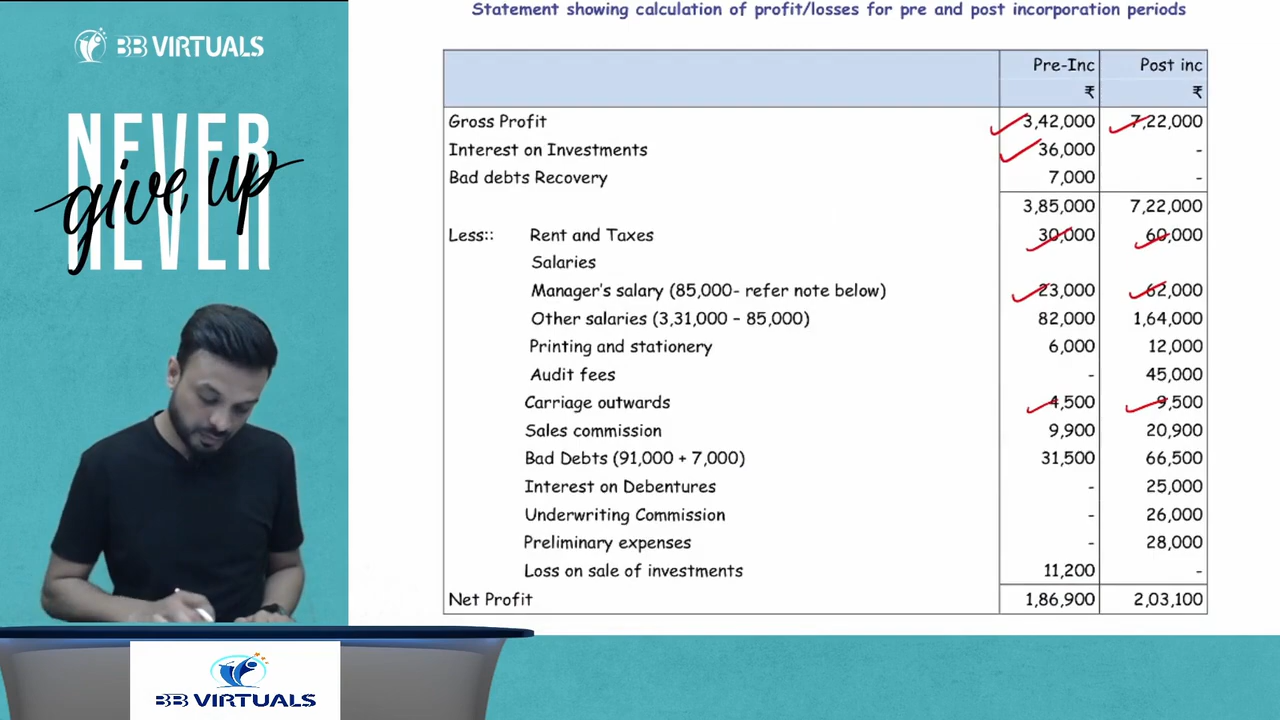 Statement showing calculation of profit/losses for pre and post incorporation periods
BB VIRTUALS
NEVER
give up
NEVER
Pre-Inc Post inc
₹ ₹
Gross Profit 3,42,000 7,22,000
Interest on Investments 36,000 -
Bad debts Recovery 7,000 -
3,85,000 7,22,000
Less:: Rent and Taxes 30,000 60,000
Salaries
Manager's salary (85,000- refer note below) 23,000 62,000
Other salaries (3,31,000 – 85,000) 82,000 1,64,000
Printing and stationery 6,000 12,000
Audit fees - 45,000
Carriage outwards 4,500 9,500
Sales commission 9,900 20,900
Bad Debts (91,000 + 7,000) 31,500 66,500
Interest on Debentures - 25,000
Underwriting Commission - 26,000
Preliminary expenses - 28,000
Loss on sale of investments 11,200 -
Net Profit 1,86,900 2,03,100
BB VIRTUALS